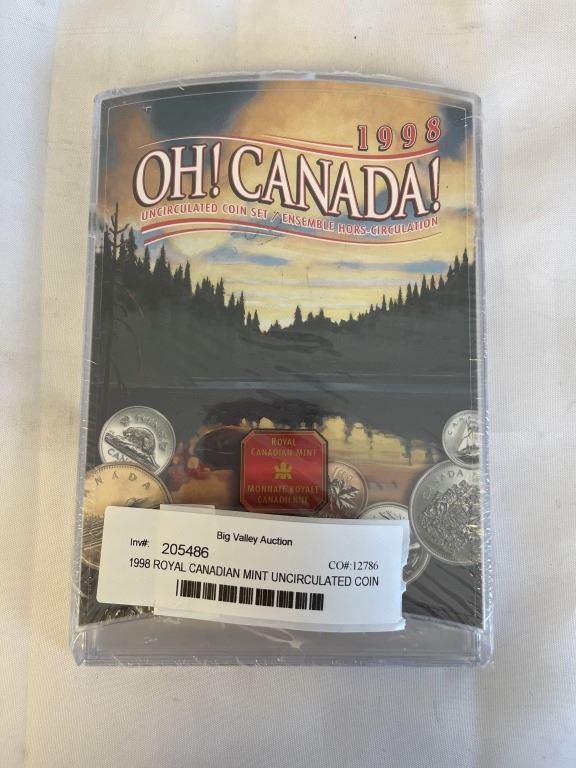 1998
OH! CANADA!
UNCIRCULATED COIN SET / ENSEMBLE HORS-CIRCULATION
ROYAL
CANADIAN MINT
MONNAIE ROYALE
CANADIENNE
CANADA
Big Valley Auction
Inv#: 205486
CO#:12786
1998 ROYAL CANADIAN MINT UNCIRCULATED COIN